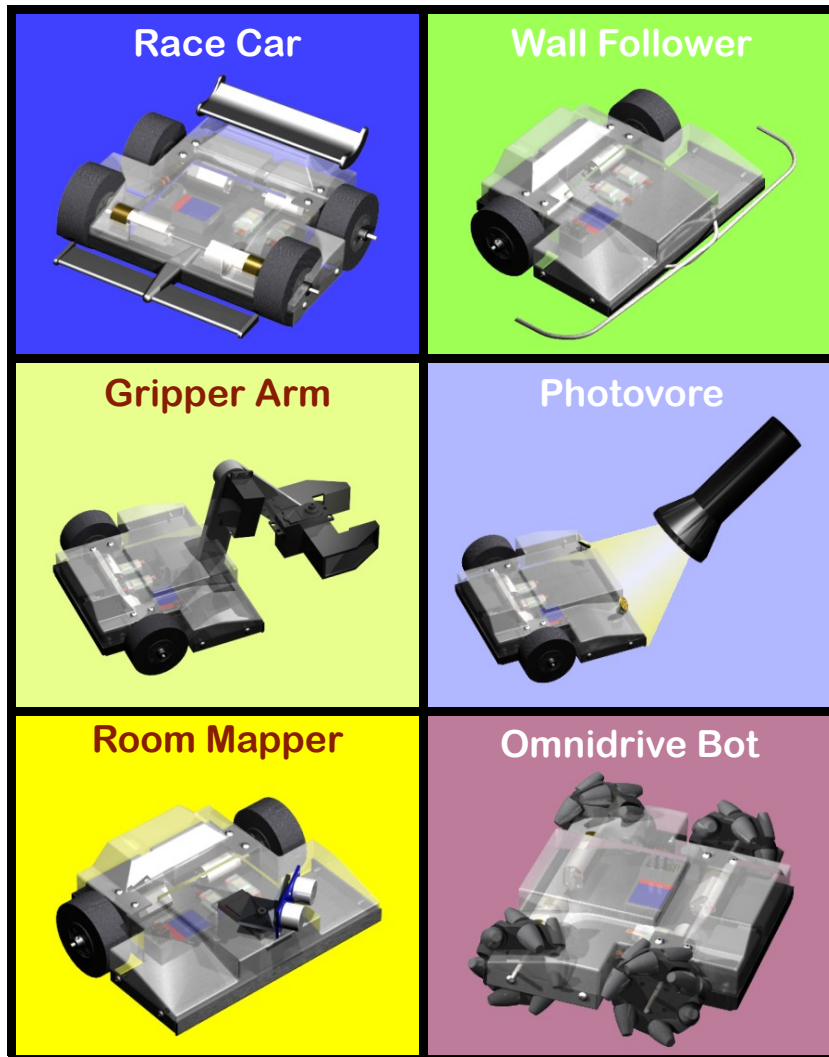 Race Car
Wall Follower
Gripper Arm
Photovore
Room Mapper
Omnidrive Bot